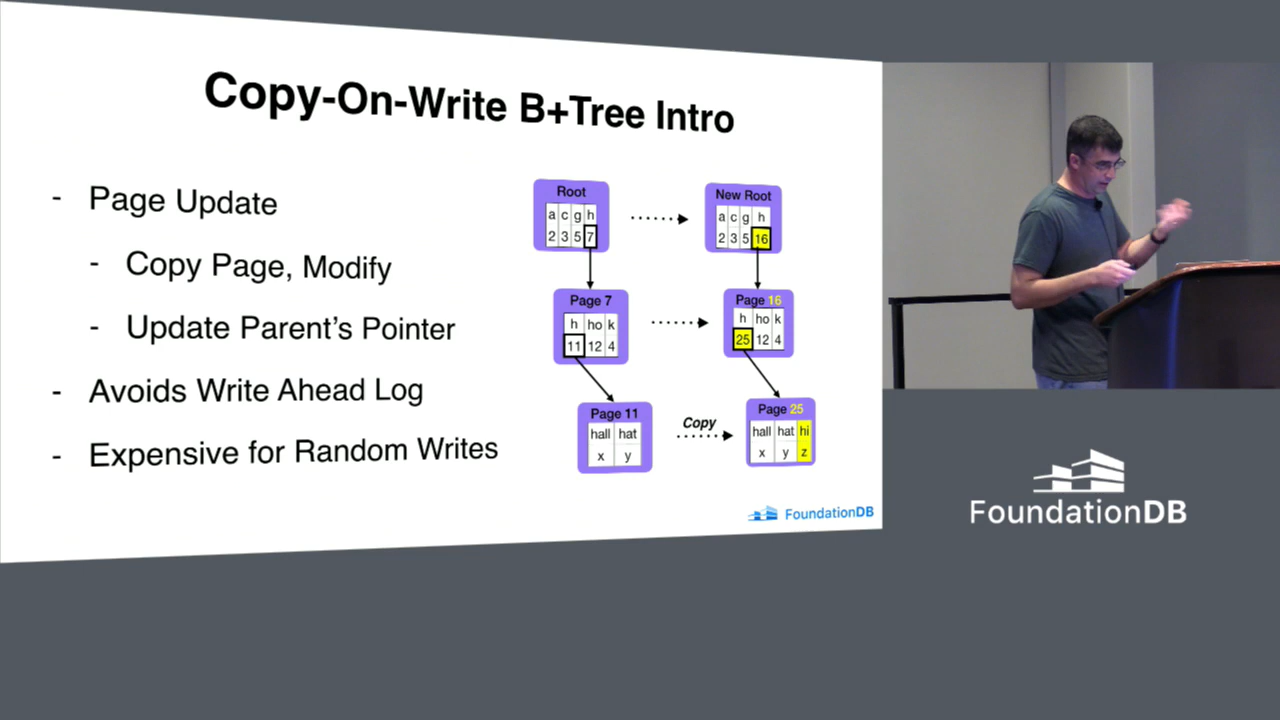 Copy-On-Write B+Tree Intro
- Page Update
- Copy Page, Modify
- Update Parent's Pointer
- Avoids Write Ahead Log
- Expensive for Random Writes
Root
a c g h
2 3 5 7
New Root
a c g h
2 3 5 16
Page 7
h ho k
11 12 4
Page 16
h ho k
25 12 4
Page 11
hall hat
x y
Copy
Page 25
hall hat hi
x y z
FoundationDB
FoundationDB